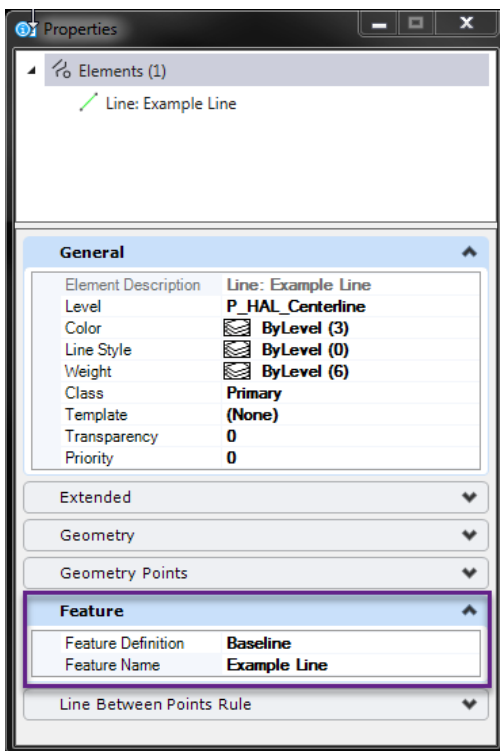 Properties
Elements (1)
Line: Example Line
General
Element Description Line: Example Line
Level P_HAL_Centerline
Color ByLevel (3)
Line Style ByLevel (0)
Weight ByLevel (6)
Class Primary
Template (None)
Transparency 0
Priority 0
Extended
Geometry
Geometry Points
Feature
Feature Definition Baseline
Feature Name Example Line
Line Between Points Rule